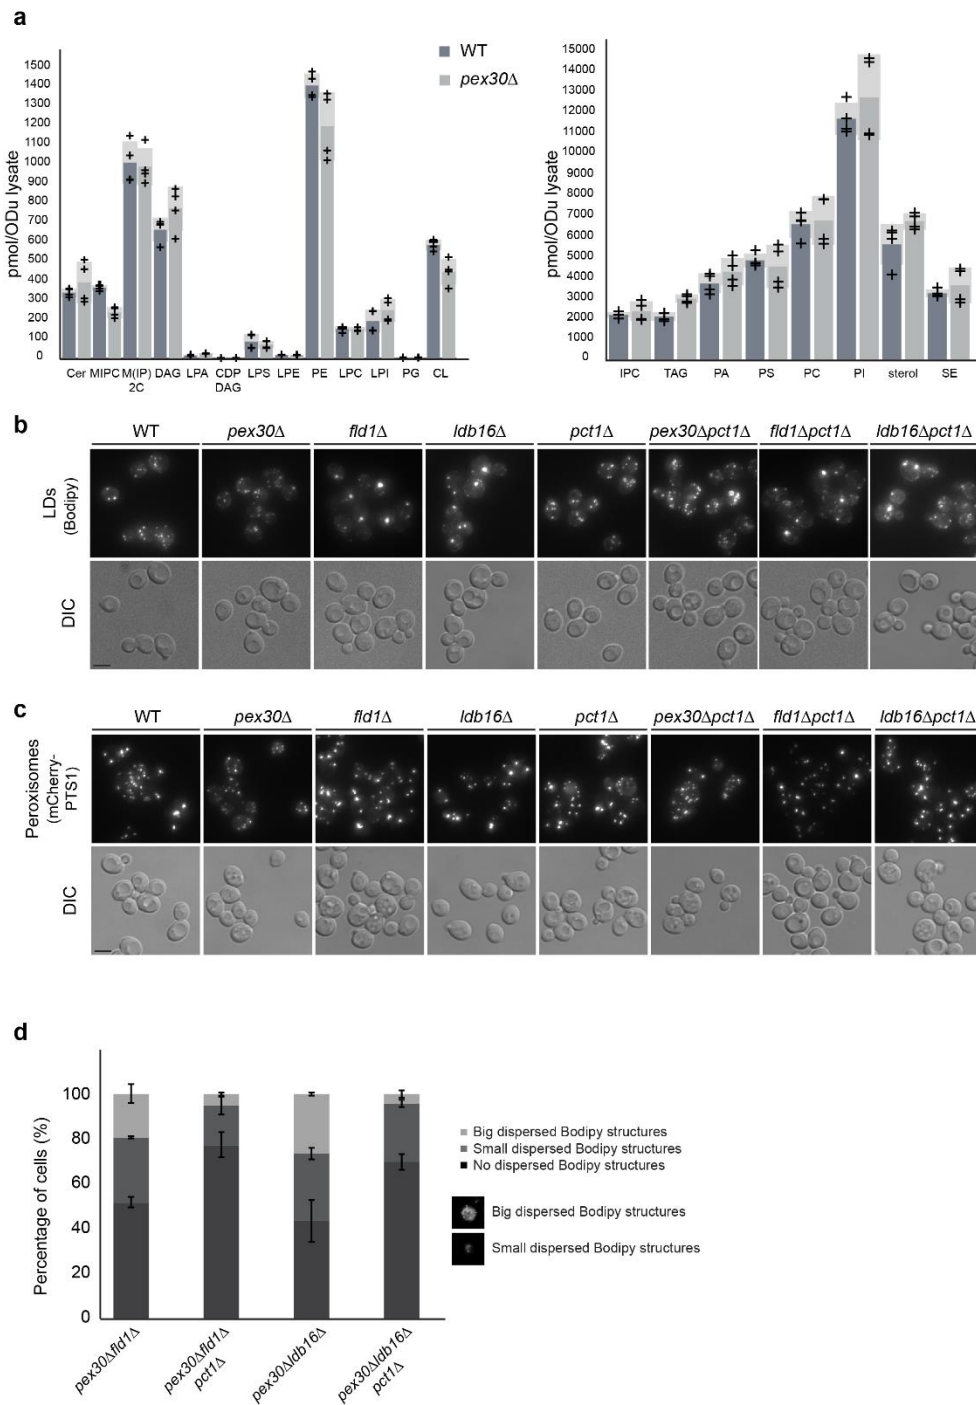 a
WT
pex30Δ
pmol/ODu lysate
1500
1400
1300
1200
1100
1000
900
800
700
600
500
400
300
200
100
0
Cer MIPC M(IP)2C DAG LPA CDP DAG LPS LPE PE LPC LPI PG CL
pmol/ODu lysate
15000
14000
13000
12000
11000
10000
9000
8000
7000
6000
5000
4000
3000
2000
1000
0
IPC TAG PA PS PC PI sterol SE
b
WT pex30Δ fld1Δ ldb16Δ pct1Δ pex30Δpct1Δ fld1Δpct1Δ ldb16Δpct1Δ
LDs
(Bodipy)
DIC
c
WT pex30Δ fld1Δ ldb16Δ pct1Δ pex30Δpct1Δ fld1Δpct1Δ ldb16Δpct1Δ
Peroxisomes
(mCherry-
PTS1)
DIC
d
Percentage of cells (%)
100
80
60
40
20
0
pex30Δfld1Δ
pex30Δfld1Δ
pct1Δ
pex30Δldb16Δ
pex30Δldb16Δ
pct1Δ
Big dispersed Bodipy structures
Small dispersed Bodipy structures
No dispersed Bodipy structures
Big dispersed Bodipy structures
Small dispersed Bodipy structures